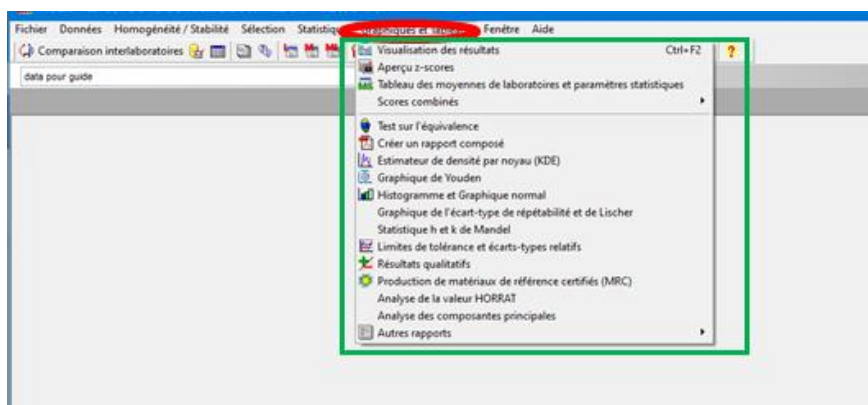 Fichier Données Homogénéité / Stabilité Sélection Statistiq Fenêtre Aide
Comparaison interlaboratoires ?
data pour guide
Visualisation des résultats Ctrl+F2
Aperçu z-scores
Tableau des moyennes de laboratoires et paramètres statistiques
Scores combinés
Test sur l'équivalence
Créer un rapport composé
Estimateur de densité par noyau (KDE)
Graphique de Youden
Histogramme et Graphique normal
Graphique de l'écart-type de répétabilité et de Lischer
Statistique h et k de Mandel
Limites de tolérance et écarts-types relatifs
Résultats qualitatifs
Production de matériaux de référence certifiés (MRC)
Analyse de la valeur HORRAT
Analyse des composantes principales
Autres rapports